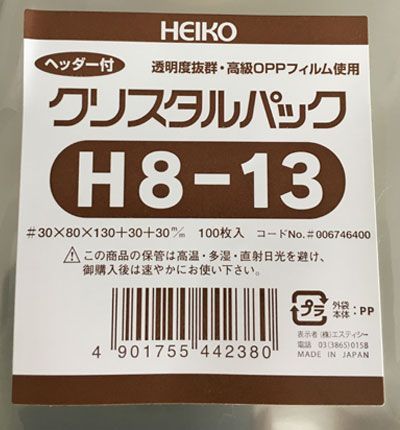 HEIKO
ヘッダー付
透明度抜群・高級OPPフィルム使用
クリスタルパック
H8-13
#30×80×130+30+30m/m 100枚入 コードNo.#006746400
この商品の保管は高温・多湿・直射日光を避け、
御購入後は速やかにお使い下さい。
プラ
外袋
本体 :PP
表示者(株)エスティシー
電話 03(3865)0158
MADE IN JAPAN
4 901755 442380